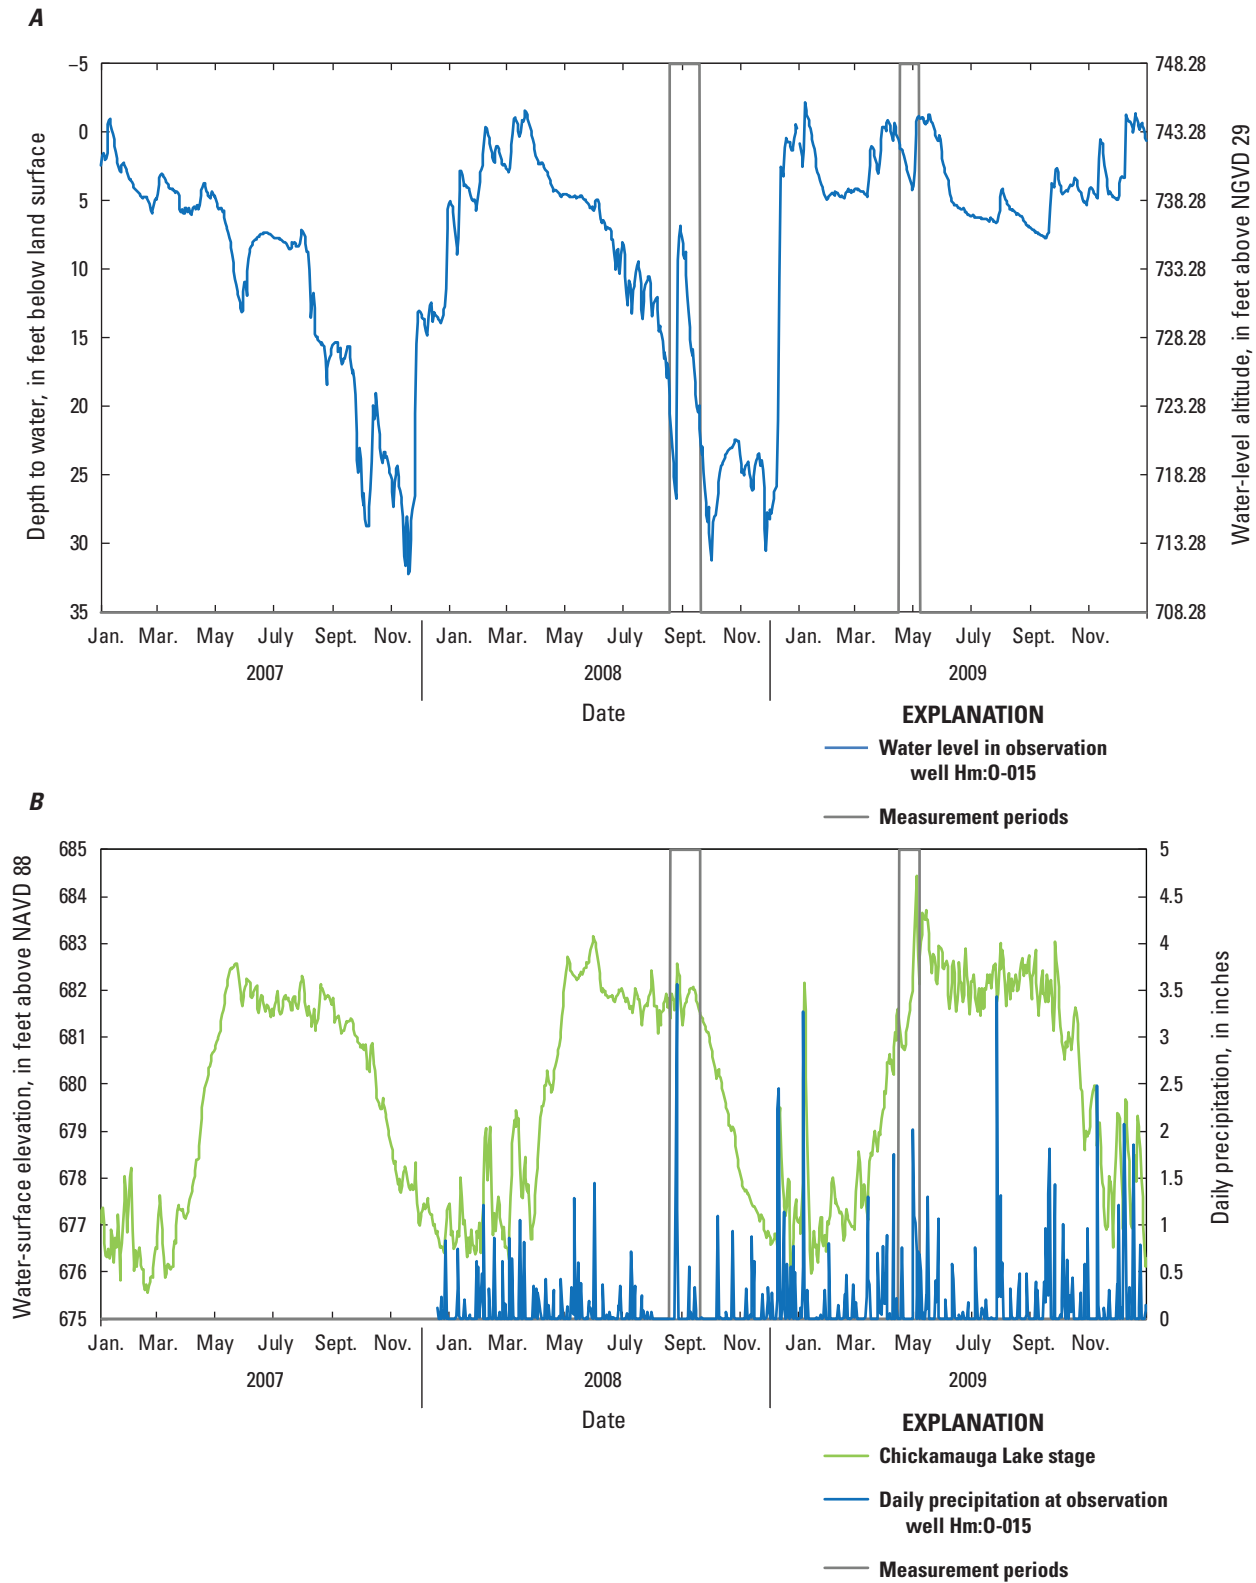 A
Depth to water, in feet below land surface
–5
0
5
10
15
20
25
30
35
748.28
743.28
738.28
733.28
728.28
723.28
718.28
713.28
708.28
Water-level altitude, in feet above NGVD 29
Jan. Mar. May July Sept. Nov. Jan. Mar. May July Sept. Nov. Jan. Mar. May July Sept. Nov.
2007 2008 2009
Date
EXPLANATION
Water level in observation
well Hm:O-015
Measurement periods
B
Water-surface elevation, in feet above NAVD 88
685
684
683
682
681
680
679
678
677
676
675
5
4.5
4
3.5
3
2.5
2
1.5
1
0.5
0
Daily precipitation, in inches
Jan. Mar. May July Sept. Nov. Jan. Mar. May July Sept. Nov. Jan. Mar. May July Sept. Nov.
2007 2008 2009
Date
EXPLANATION
Chickamauga Lake stage
Daily precipitation at observation
well Hm:O-015
Measurement periods